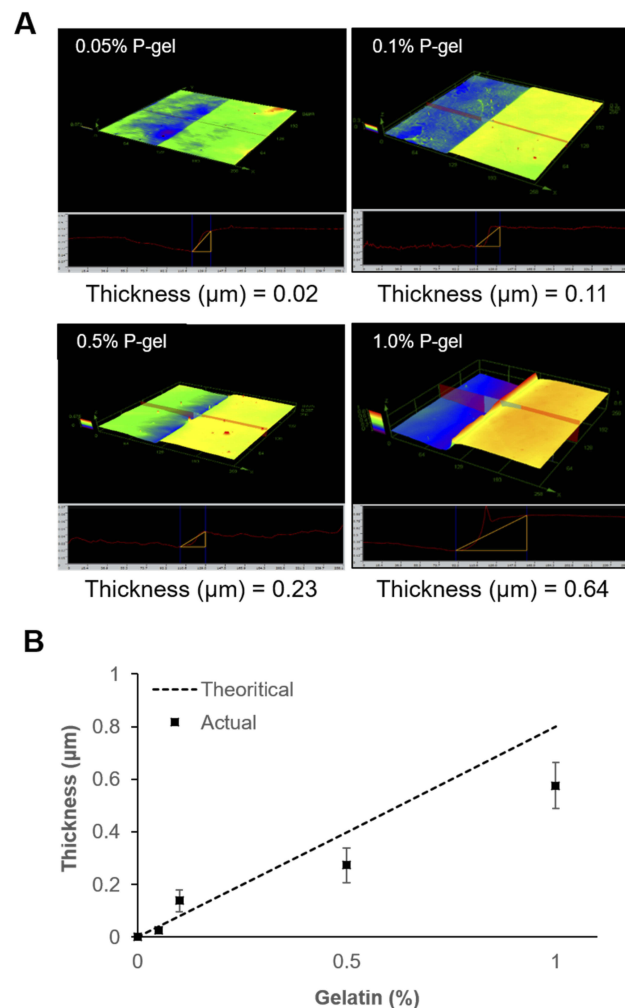 A
0.05% P-gel
0.1% P-gel
Thickness (µm) = 0.02
Thickness (µm) = 0.11
0.5% P-gel
1.0% P-gel
Thickness (µm) = 0.23
Thickness (µm) = 0.64
B
Thickness (µm)
1
0.8
0.6
0.4
0.2
0
Theoritical
Actual
0
0.5
1
Gelatin (%)